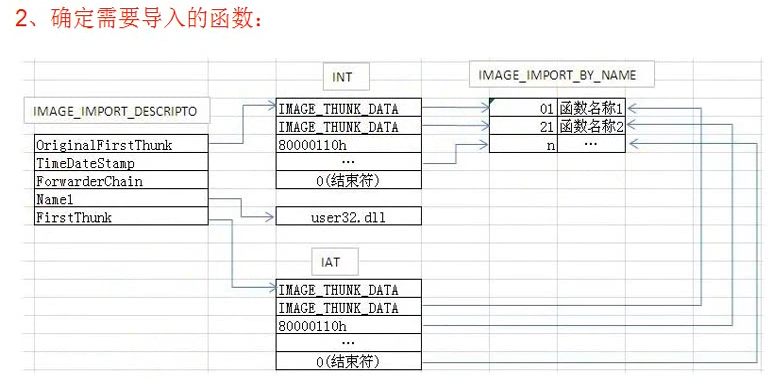 2、确定需要导入的函数：
INT
IMAGE_IMPORT_BY_NAME
IMAGE_IMPORT_DESCRIPTO
IMAGE_THUNK_DATA
01 函数名称1
IMAGE_THUNK_DATA
21 函数名称2
OriginalFirstThunk
80000110h
n …
TimeDateStamp
…
ForwarderChain
0(结束符)
Name1
FirstThunk
user32.dll
IAT
IMAGE_THUNK_DATA
IMAGE_THUNK_DATA
80000110h
…
0(结束符)